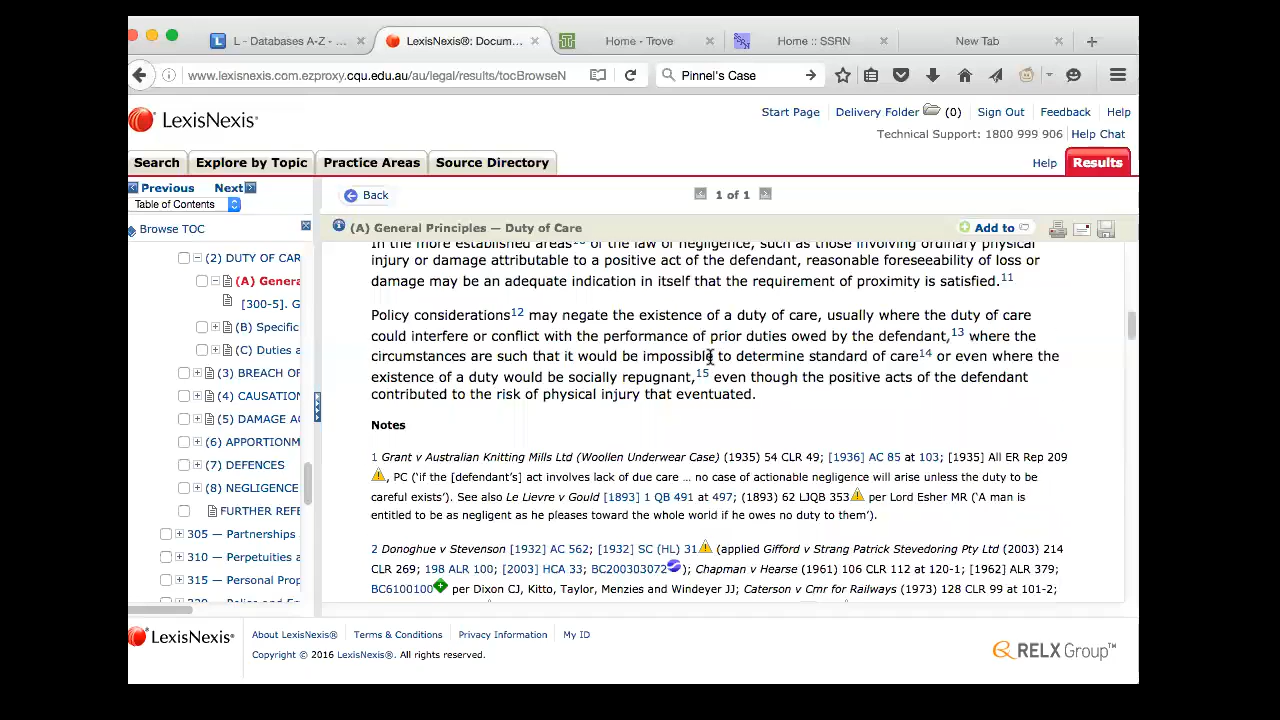 L - Databases A-Z - ...
LexisNexis®: Docum...
Home - Trove
Home :: SSRN
New Tab
www.lexisnexis.com.ezproxy.cqu.edu.au/au/legal/results/tocBrowseN
Pinnel's Case
LexisNexis®
Start Page
Delivery Folder (0)
Sign Out
Feedback
Help
Technical Support: 1800 999 906
Help Chat
Search
Explore by Topic
Practice Areas
Source Directory
Help
Results
Previous
Next
Table of Contents
Browse TOC
Back
1 of 1
(A) General Principles — Duty of Care
Add to
(2) DUTY OF CAR
(A) Genera
[300-5]. G
(B) Specific
(C) Duties a
(3) BREACH OF
(4) CAUSATION
(5) DAMAGE AC
(6) APPORTIONM
(7) DEFENCES
(8) NEGLIGENCE
FURTHER REFE
305 — Partnerships
310 — Perpetuities a
315 — Personal Prop
In the more established areas of the law of negligence, such as those involving ordinary physical
injury or damage attributable to a positive act of the defendant, reasonable foreseeability of loss or
damage may be an adequate indication in itself that the requirement of proximity is satisfied.11
Policy considerations12 may negate the existence of a duty of care, usually where the duty of care
could interfere or conflict with the performance of prior duties owed by the defendant,13 where the
circumstances are such that it would be impossible to determine standard of care14 or even where the
existence of a duty would be socially repugnant,15 even though the positive acts of the defendant
contributed to the risk of physical injury that eventuated.
Notes
1 Grant v Australian Knitting Mills Ltd (Woollen Underwear Case) (1935) 54 CLR 49; [1936] AC 85 at 103; [1935] All ER Rep 209
, PC (‘if the [defendant’s] act involves lack of due care ... no case of actionable negligence will arise unless the duty to be
careful exists’). See also Le Lievre v Gould [1893] 1 QB 491 at 497; (1893) 62 LJQB 353 per Lord Esher MR (‘A man is
entitled to be as negligent as he pleases toward the whole world if he owes no duty to them’).
2 Donoghue v Stevenson [1932] AC 562; [1932] SC (HL) 31 (applied Gifford v Strang Patrick Stevedoring Pty Ltd (2003) 214
CLR 269; 198 ALR 100; [2003] HCA 33; BC200303072); Chapman v Hearse (1961) 106 CLR 112 at 120-1; [1962] ALR 379;
BC6100100 per Dixon CJ, Kitto, Taylor, Menzies and Windeyer JJ; Caterson v Cmr for Railways (1973) 128 CLR 99 at 101-2;
LexisNexis®
About LexisNexis®
Terms & Conditions
Privacy Information
My ID
Copyright © 2016 LexisNexis®. All rights reserved.
RELX Group™